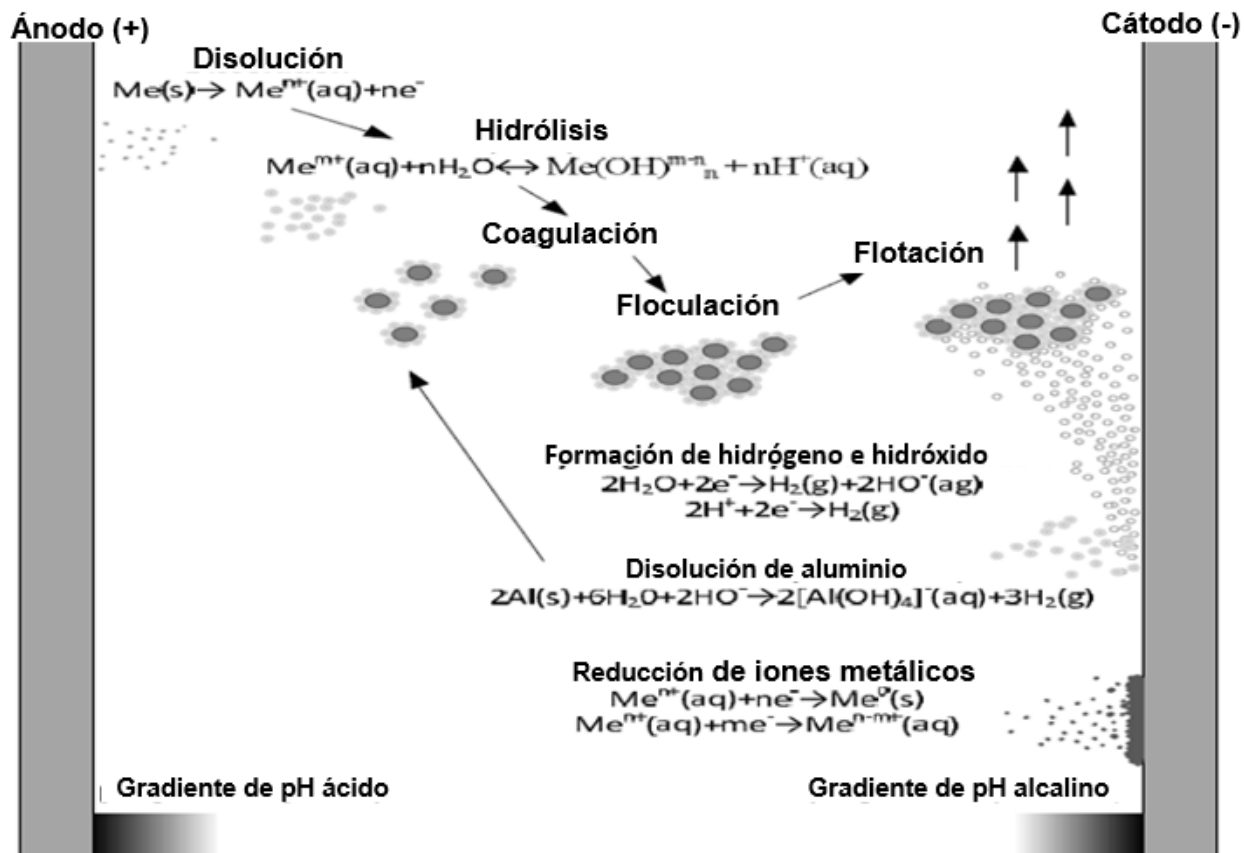 Ánodo (+)
Cátodo (-)
Disolución
Me(s)→ Meⁿ⁺(aq)+ne⁻
Hidrólisis
Meᵐ⁺(aq)+nH₂O↔Me(OH)ᵐ⁻ⁿₙ + nH⁺(aq)
Coagulación
Flotación
Floculación
Formación de hidrógeno e hidróxido
2H₂O+2e⁻→H₂(g)+2HO⁻(ag)
2H⁺+2e⁻→H₂(g)
Disolución de aluminio
2Al(s)+6H₂0+2HO⁻→2[Al(OH)₄]⁻(aq)+3H₂(g)
Reducción de iones metálicos
Meⁿ⁺(aq)+ne⁻→Me⁰(s)
Meⁿ⁺(aq)+me⁻→Meⁿ⁻ᵐ⁺(aq)
Gradiente de pH ácido
Gradiente de pH alcalino